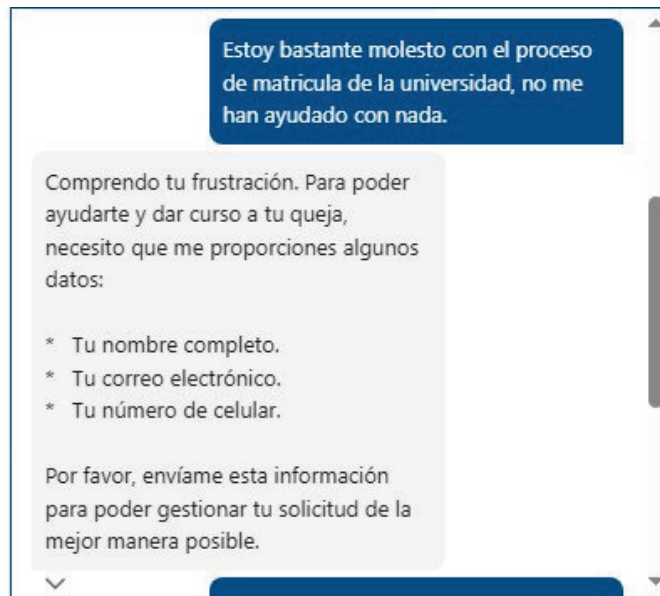 Estoy bastante molesto con el proceso
de matricula de la universidad, no me
han ayudado con nada.
Comprendo tu frustración. Para poder
ayudarte y dar curso a tu queja,
necesito que me proporciones algunos
datos:
* Tu nombre completo.
* Tu correo electrónico.
* Tu número de celular.
Por favor, envíame esta información
para poder gestionar tu solicitud de la
mejor manera posible.